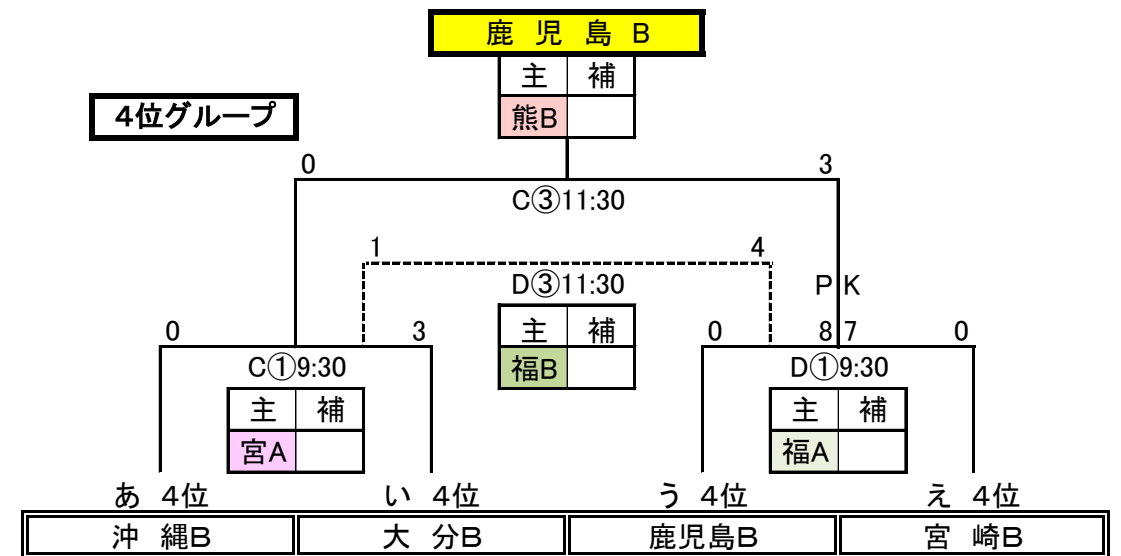 鹿 児 島 B
主 補
4位グループ
熊B
0 3
C③11:30
1 4
D③11:30 P K
0 3 主 補 0 8 7 0
C①9:30 福B D①9:30
主 補 主 補
宮A 福A
あ 4位 い 4位 う 4位 え 4位
沖 縄B 大 分B 鹿児島B 宮 崎B